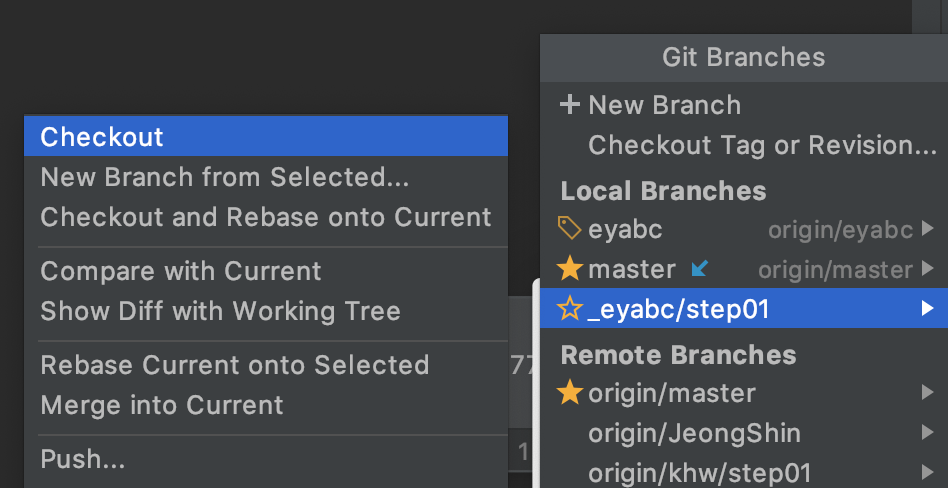 Git Branches
New Branch
Checkout Tag or Revision...
Local Branches
eyabc origin/eyabc
master origin/master
_eyabc/step01
Remote Branches
origin/master
origin/JeongShin
origin/khw/step01
Checkout
New Branch from Selected...
Checkout and Rebase onto Current
Compare with Current
Show Diff with Working Tree
Rebase Current onto Selected
Merge into Current
Push...
77
1